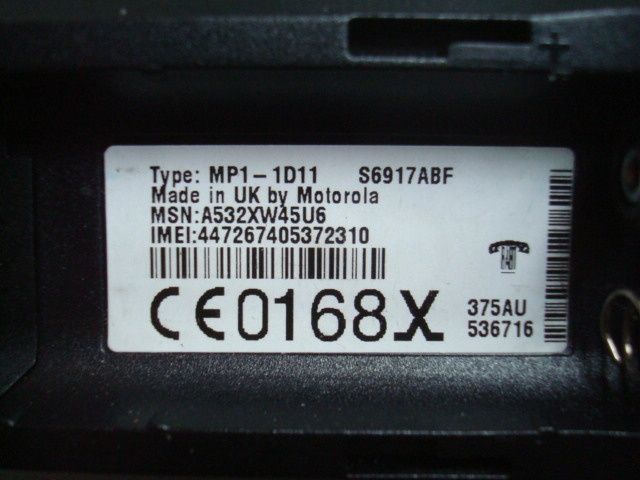 Type: MP1-1D11 S6917ABF
Made in UK by Motorola
MSN:A532XW45U6
IMEI:447267405372310
CE0168X
375AU
536716